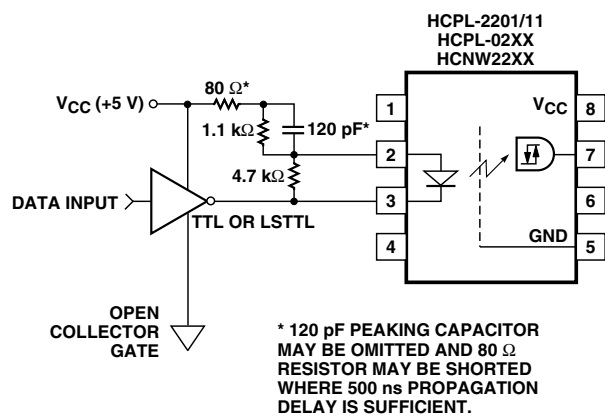 HCPL-2201/11
HCPL-02XX
HCNW22XX
80 Ω*
VCC (+5 V)
1.1 kΩ
120 pF*
4.7 kΩ
DATA INPUT
TTL OR LSTTL
OPEN
COLLECTOR
GATE
1
2
3
4
VCC
8
7
6
GND
5
* 120 pF PEAKING CAPACITOR
MAY BE OMITTED AND 80 Ω
RESISTOR MAY BE SHORTED
WHERE 500 ns PROPAGATION
DELAY IS SUFFICIENT.